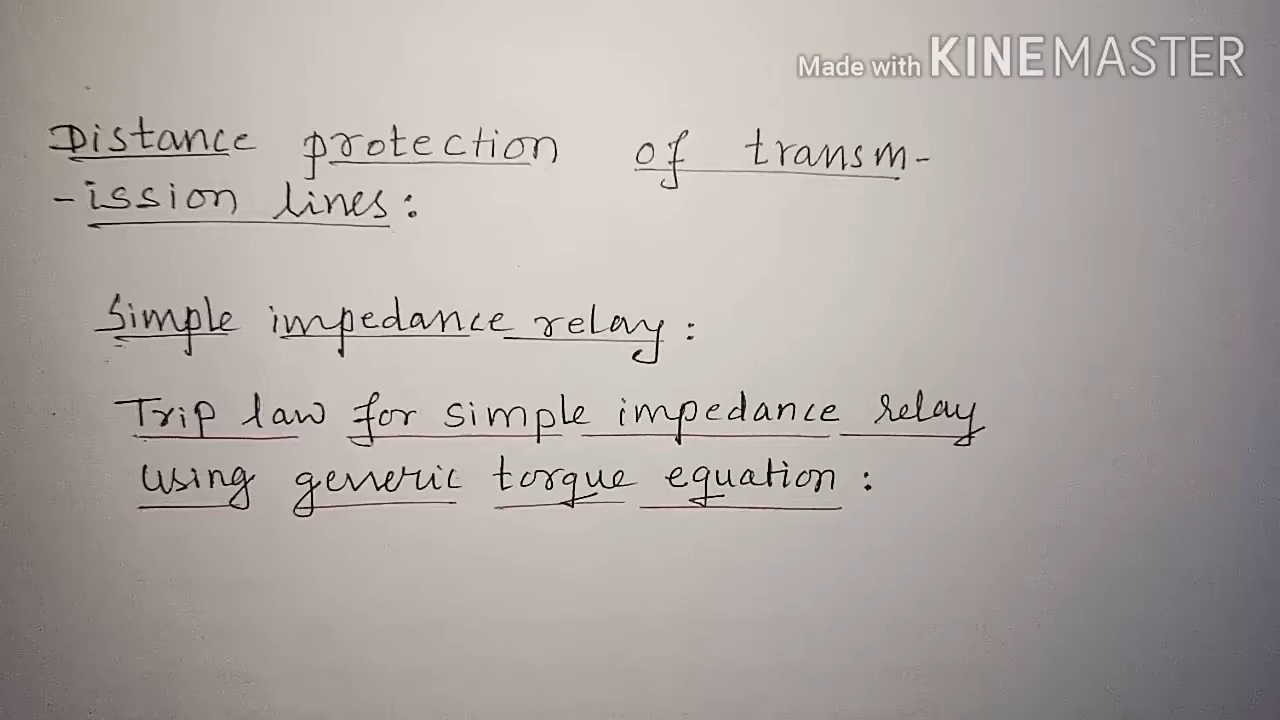 Made with KINEMASTER
Distance protection of transm-
-ission lines:
Simple impedance relay:
Trip law for simple impedance relay
using generic torque equation: